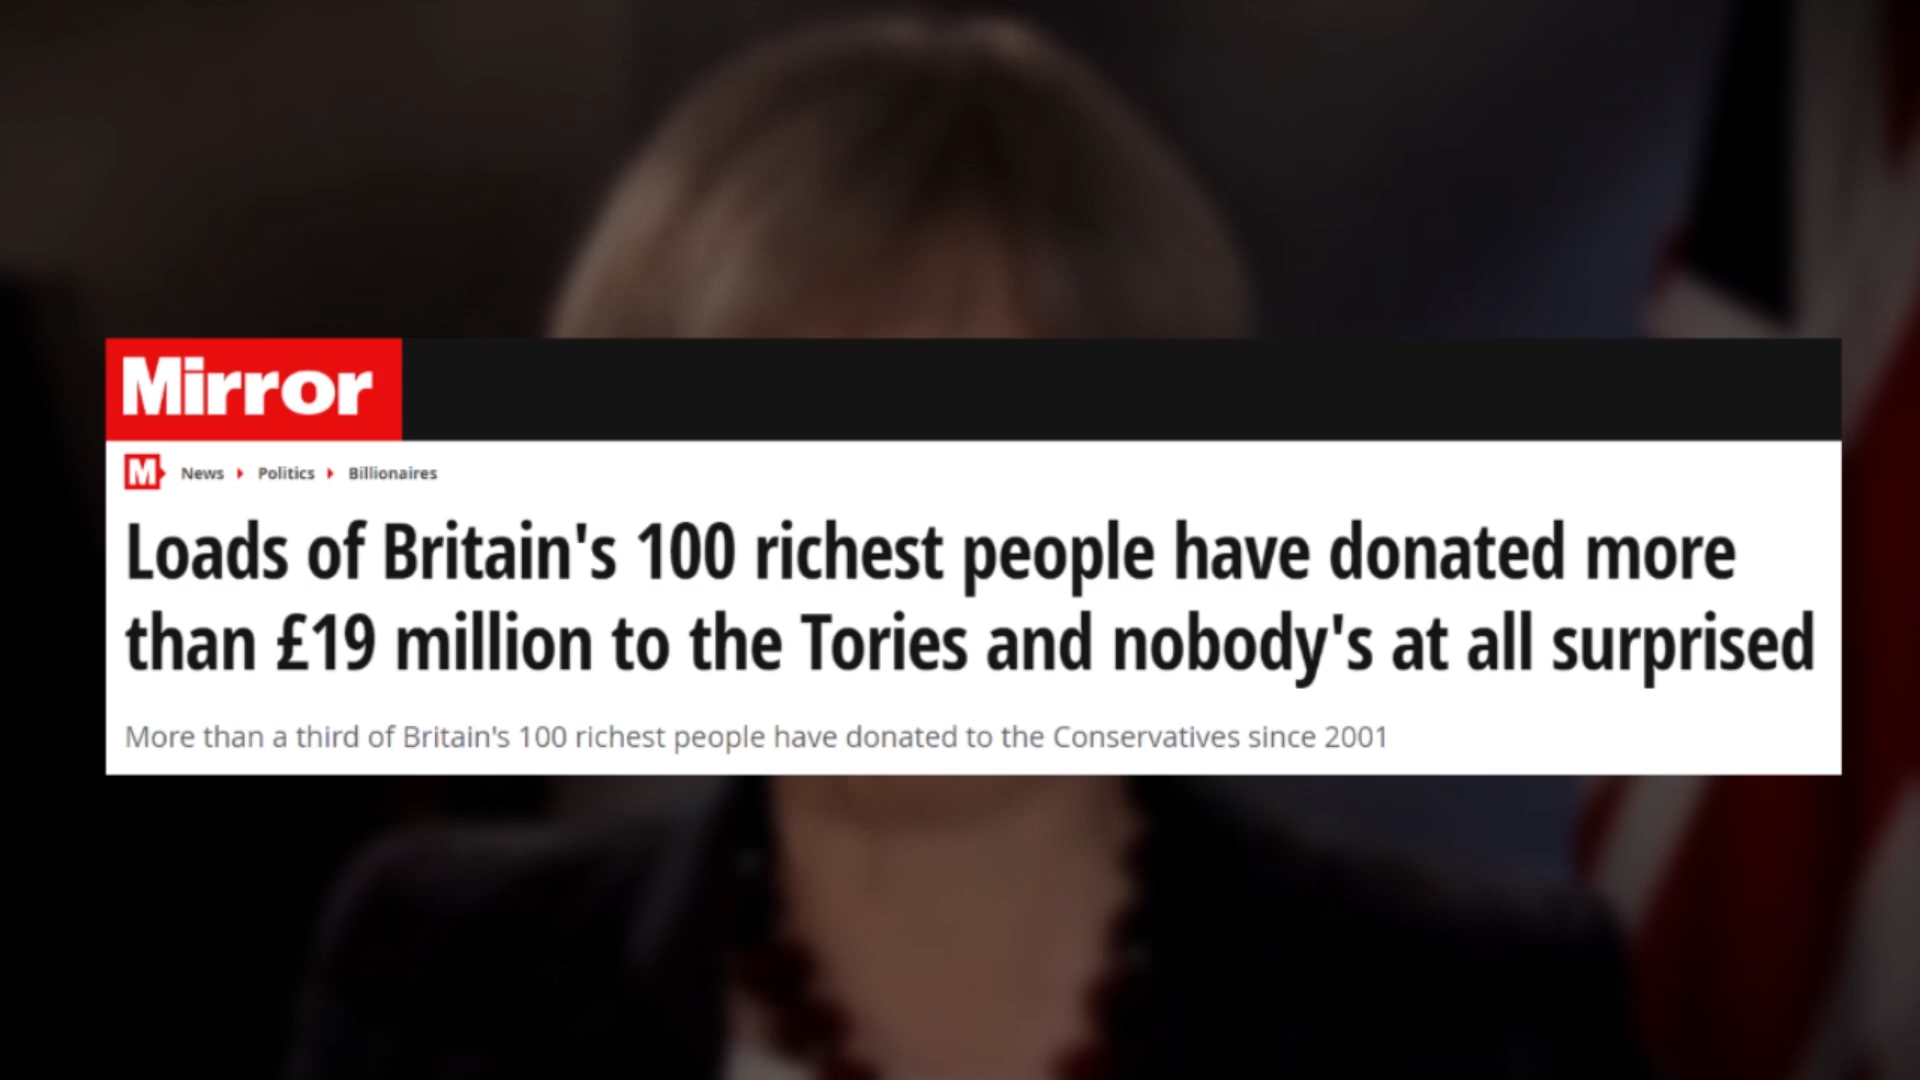 Mirror
M News Politics Billionaires
Loads of Britain's 100 richest people have donated more
than £19 million to the Tories and nobody's at all surprised
More than a third of Britain's 100 richest people have donated to the Conservatives since 2001